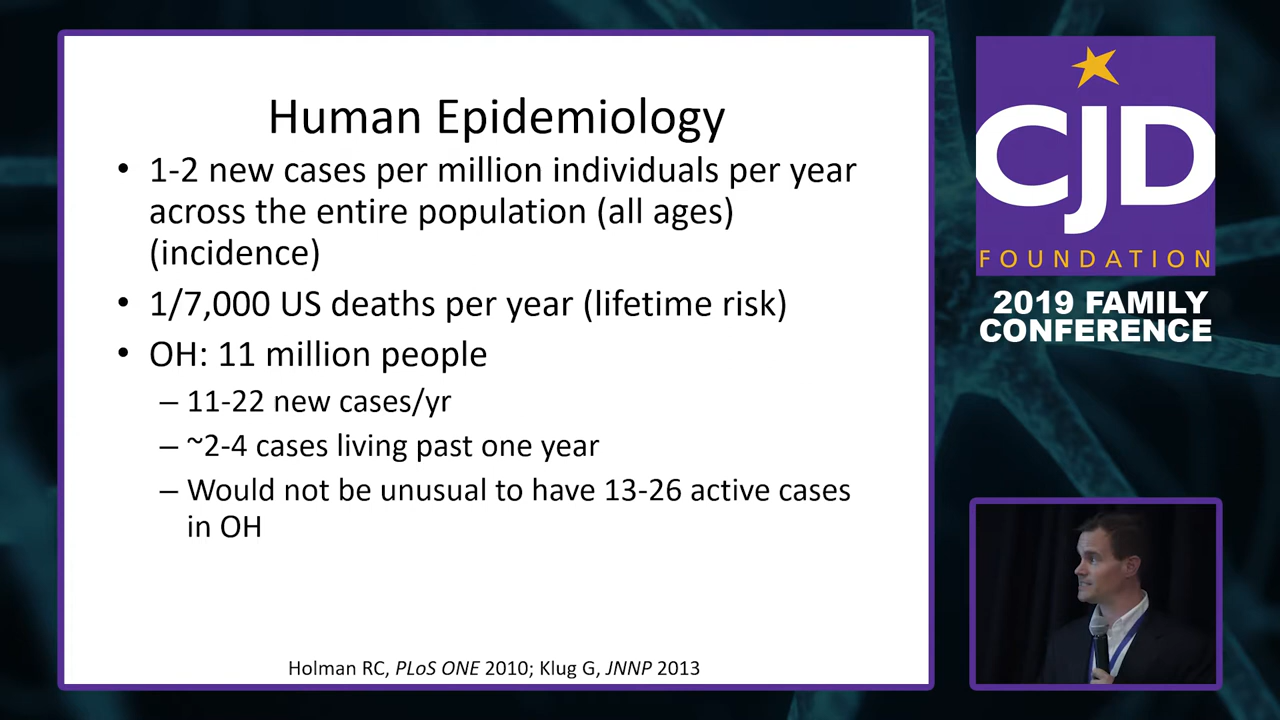 Human Epidemiology
• 1-2 new cases per million individuals per year
across the entire population (all ages)
(incidence)
• 1/7,000 US deaths per year (lifetime risk)
• OH: 11 million people
– 11-22 new cases/yr
– ~2-4 cases living past one year
– Would not be unusual to have 13-26 active cases
in OH
Holman RC, PLoS ONE 2010; Klug G, JNNP 2013
CJD
FOUNDATION
2019 FAMILY
CONFERENCE